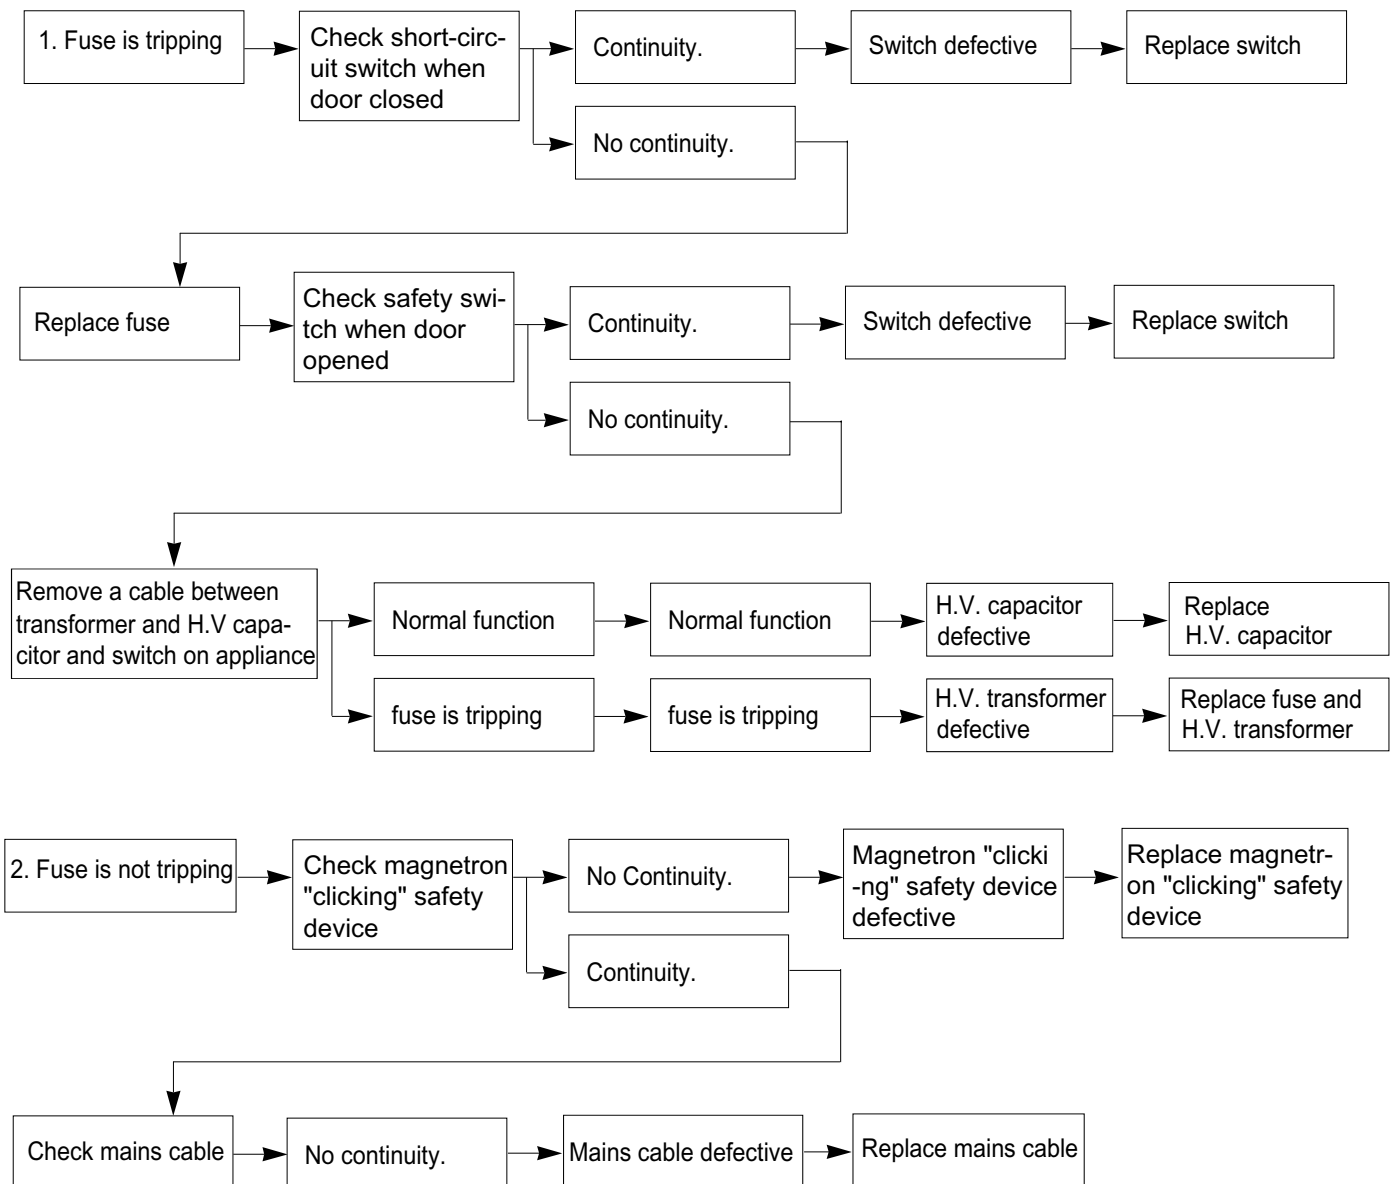 1. Fuse is tripping
Check short-circ-
uit switch when
door closed
Continuity.
Switch defective
Replace switch
No continuity.
Replace fuse
Check safety swi-
tch when door
opened
Continuity.
Switch defective
Replace switch
No continuity.
Remove a cable between
transformer and H.V capa-
citor and switch on appliance
Normal function
Normal function
H.V. capacitor
defective
Replace
H.V. capacitor
fuse is tripping
fuse is tripping
H.V. transformer
defective
Replace fuse and
H.V. transformer
2. Fuse is not tripping
Check magnetron
"clicking" safety
device
No Continuity.
Magnetron "clicki
-ng" safety device
defective
Replace magnetr-
on "clicking" safety
device
Continuity.
Check mains cable
No continuity.
Mains cable defective
Replace mains cable